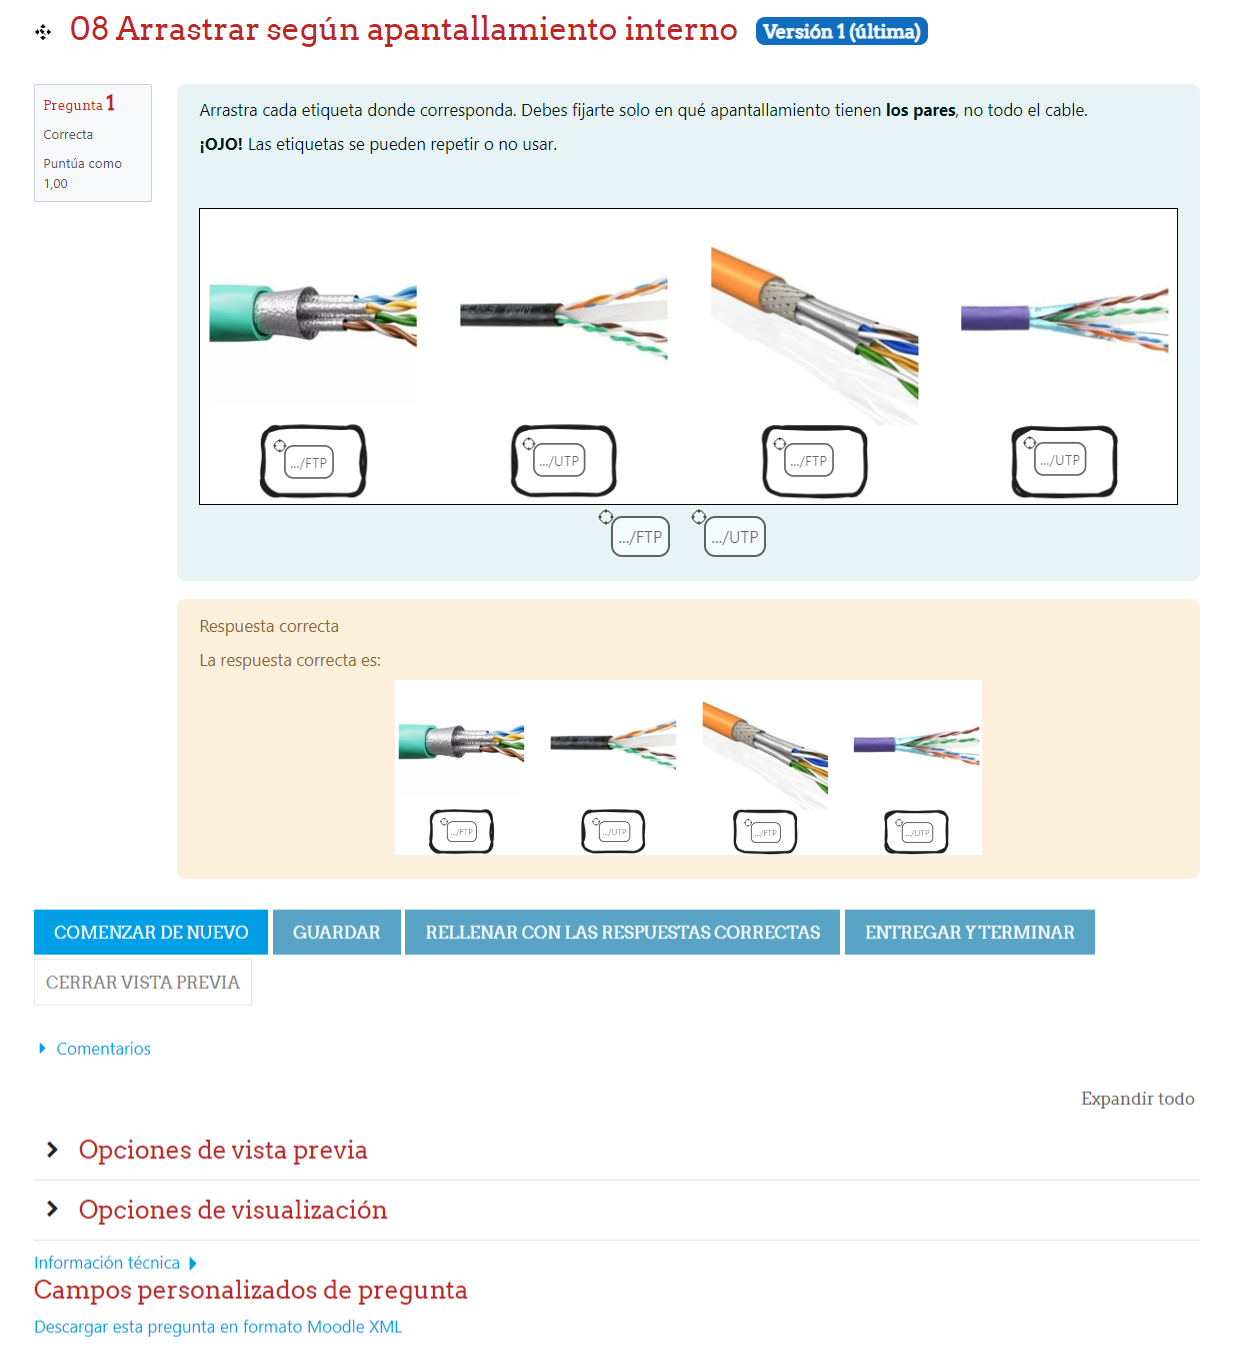 08 Arrastrar según apantallamiento interno Versión 1 (última)
Pregunta 1
Correcta
Puntúa como
1,00
Arrastra cada etiqueta donde corresponda. Debes fijarte solo en qué apantallamiento tienen los pares, no todo el cable.
¡OJO! Las etiquetas se pueden repetir o no usar.
.../FTP
.../UTP
.../FTP
.../UTP
.../FTP
.../UTP
Respuesta correcta
La respuesta correcta es:
.../FTP
.../UTP
.../FTP
.../UTP
COMENZAR DE NUEVO
GUARDAR
RELLENAR CON LAS RESPUESTAS CORRECTAS
ENTREGAR Y TERMINAR
CERRAR VISTA PREVIA
Comentarios
Expandir todo
Opciones de vista previa
Opciones de visualización
Información técnica
Campos personalizados de pregunta
Descargar esta pregunta en formato Moodle XML